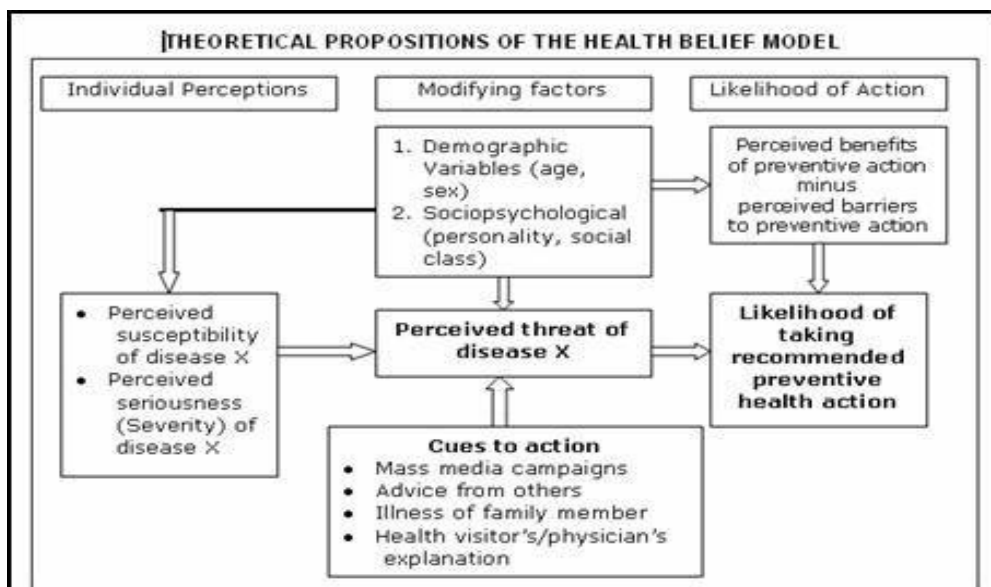 THEORETICAL PROPOSITIONS OF THE HEALTH BELIEF MODEL
Individual Perceptions
Modifying factors
Likelihood of Action
1. Demographic
Variables (age,
sex)
2. Sociopsychological
(personality, social
class)
Perceived benefits
of preventive action
minus
perceived barriers
to preventive action
• Perceived
susceptibility
of disease X
• Perceived
seriousness
(Severity) of
disease X
Perceived threat of
disease X
Likelihood of
taking
recommended
preventive
health action
Cues to action
• Mass media campaigns
• Advice from others
• Illness of family member
• Health visitor's/physician's
explanation